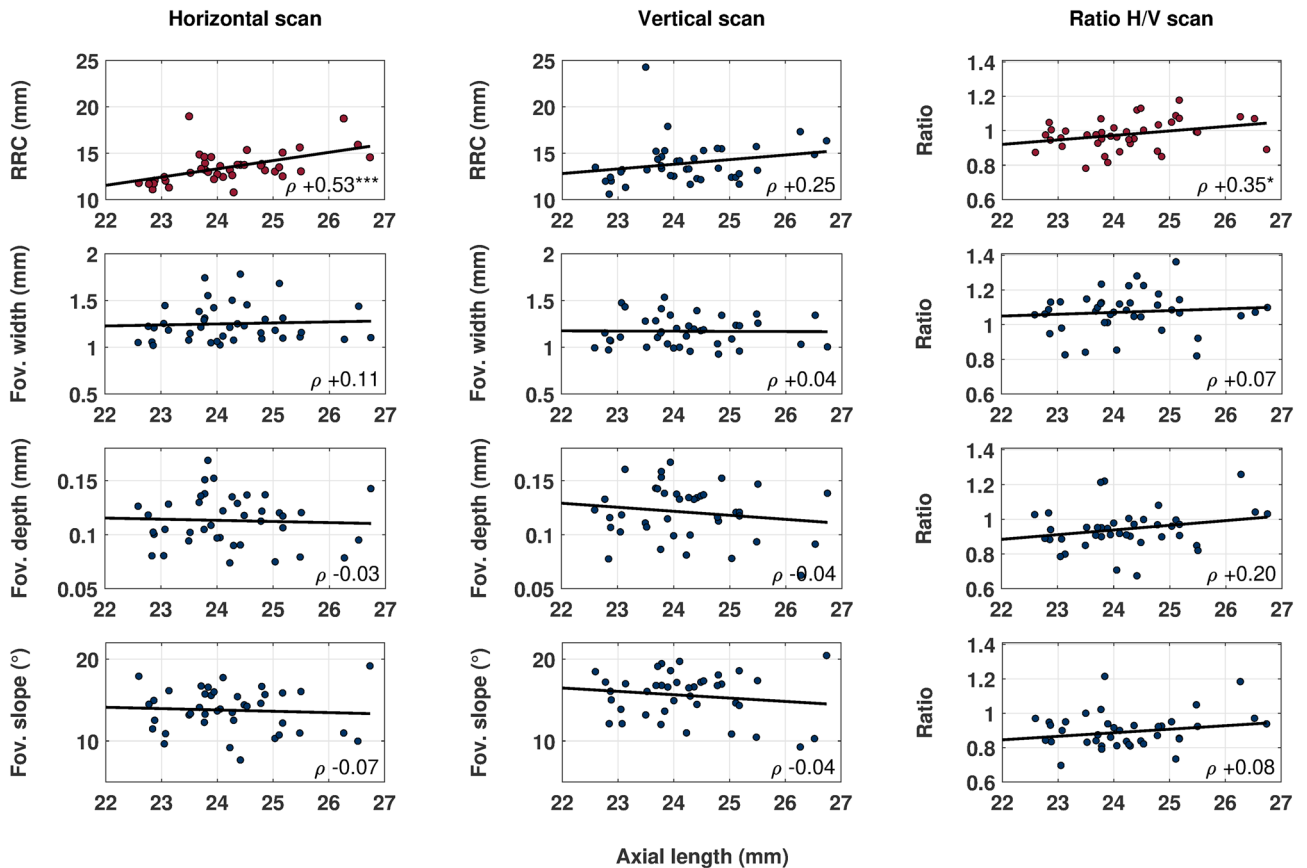 Horizontal scan Vertical scan Ratio H/V scan
RRC (mm) 25 20 15 10 ρ +0.53*** 22 23 24 25 26 27
RRC (mm) 25 20 15 10 ρ +0.25 22 23 24 25 26 27
Ratio 1.4 1.2 1 0.8 0.6 ρ +0.35* 22 23 24 25 26 27
Fov. width (mm) 2 1.5 1 0.5 ρ +0.11 22 23 24 25 26 27
Fov. width (mm) 2 1.5 1 0.5 ρ +0.04 22 23 24 25 26 27
Ratio 1.4 1.2 1 0.8 0.6 ρ +0.07 22 23 24 25 26 27
Fov. depth (mm) 0.15 0.1 0.05 ρ -0.03 22 23 24 25 26 27
Fov. depth (mm) 0.15 0.1 0.05 ρ -0.04 22 23 24 25 26 27
Ratio 1.4 1.2 1 0.8 0.6 ρ +0.20 22 23 24 25 26 27
Fov. slope (°) 20 10 ρ -0.07 22 23 24 25 26 27
Fov. slope (°) 20 10 ρ -0.04 22 23 24 25 26 27
Ratio 1.4 1.2 1 0.8 0.6 ρ +0.08 22 23 24 25 26 27
Axial length (mm)